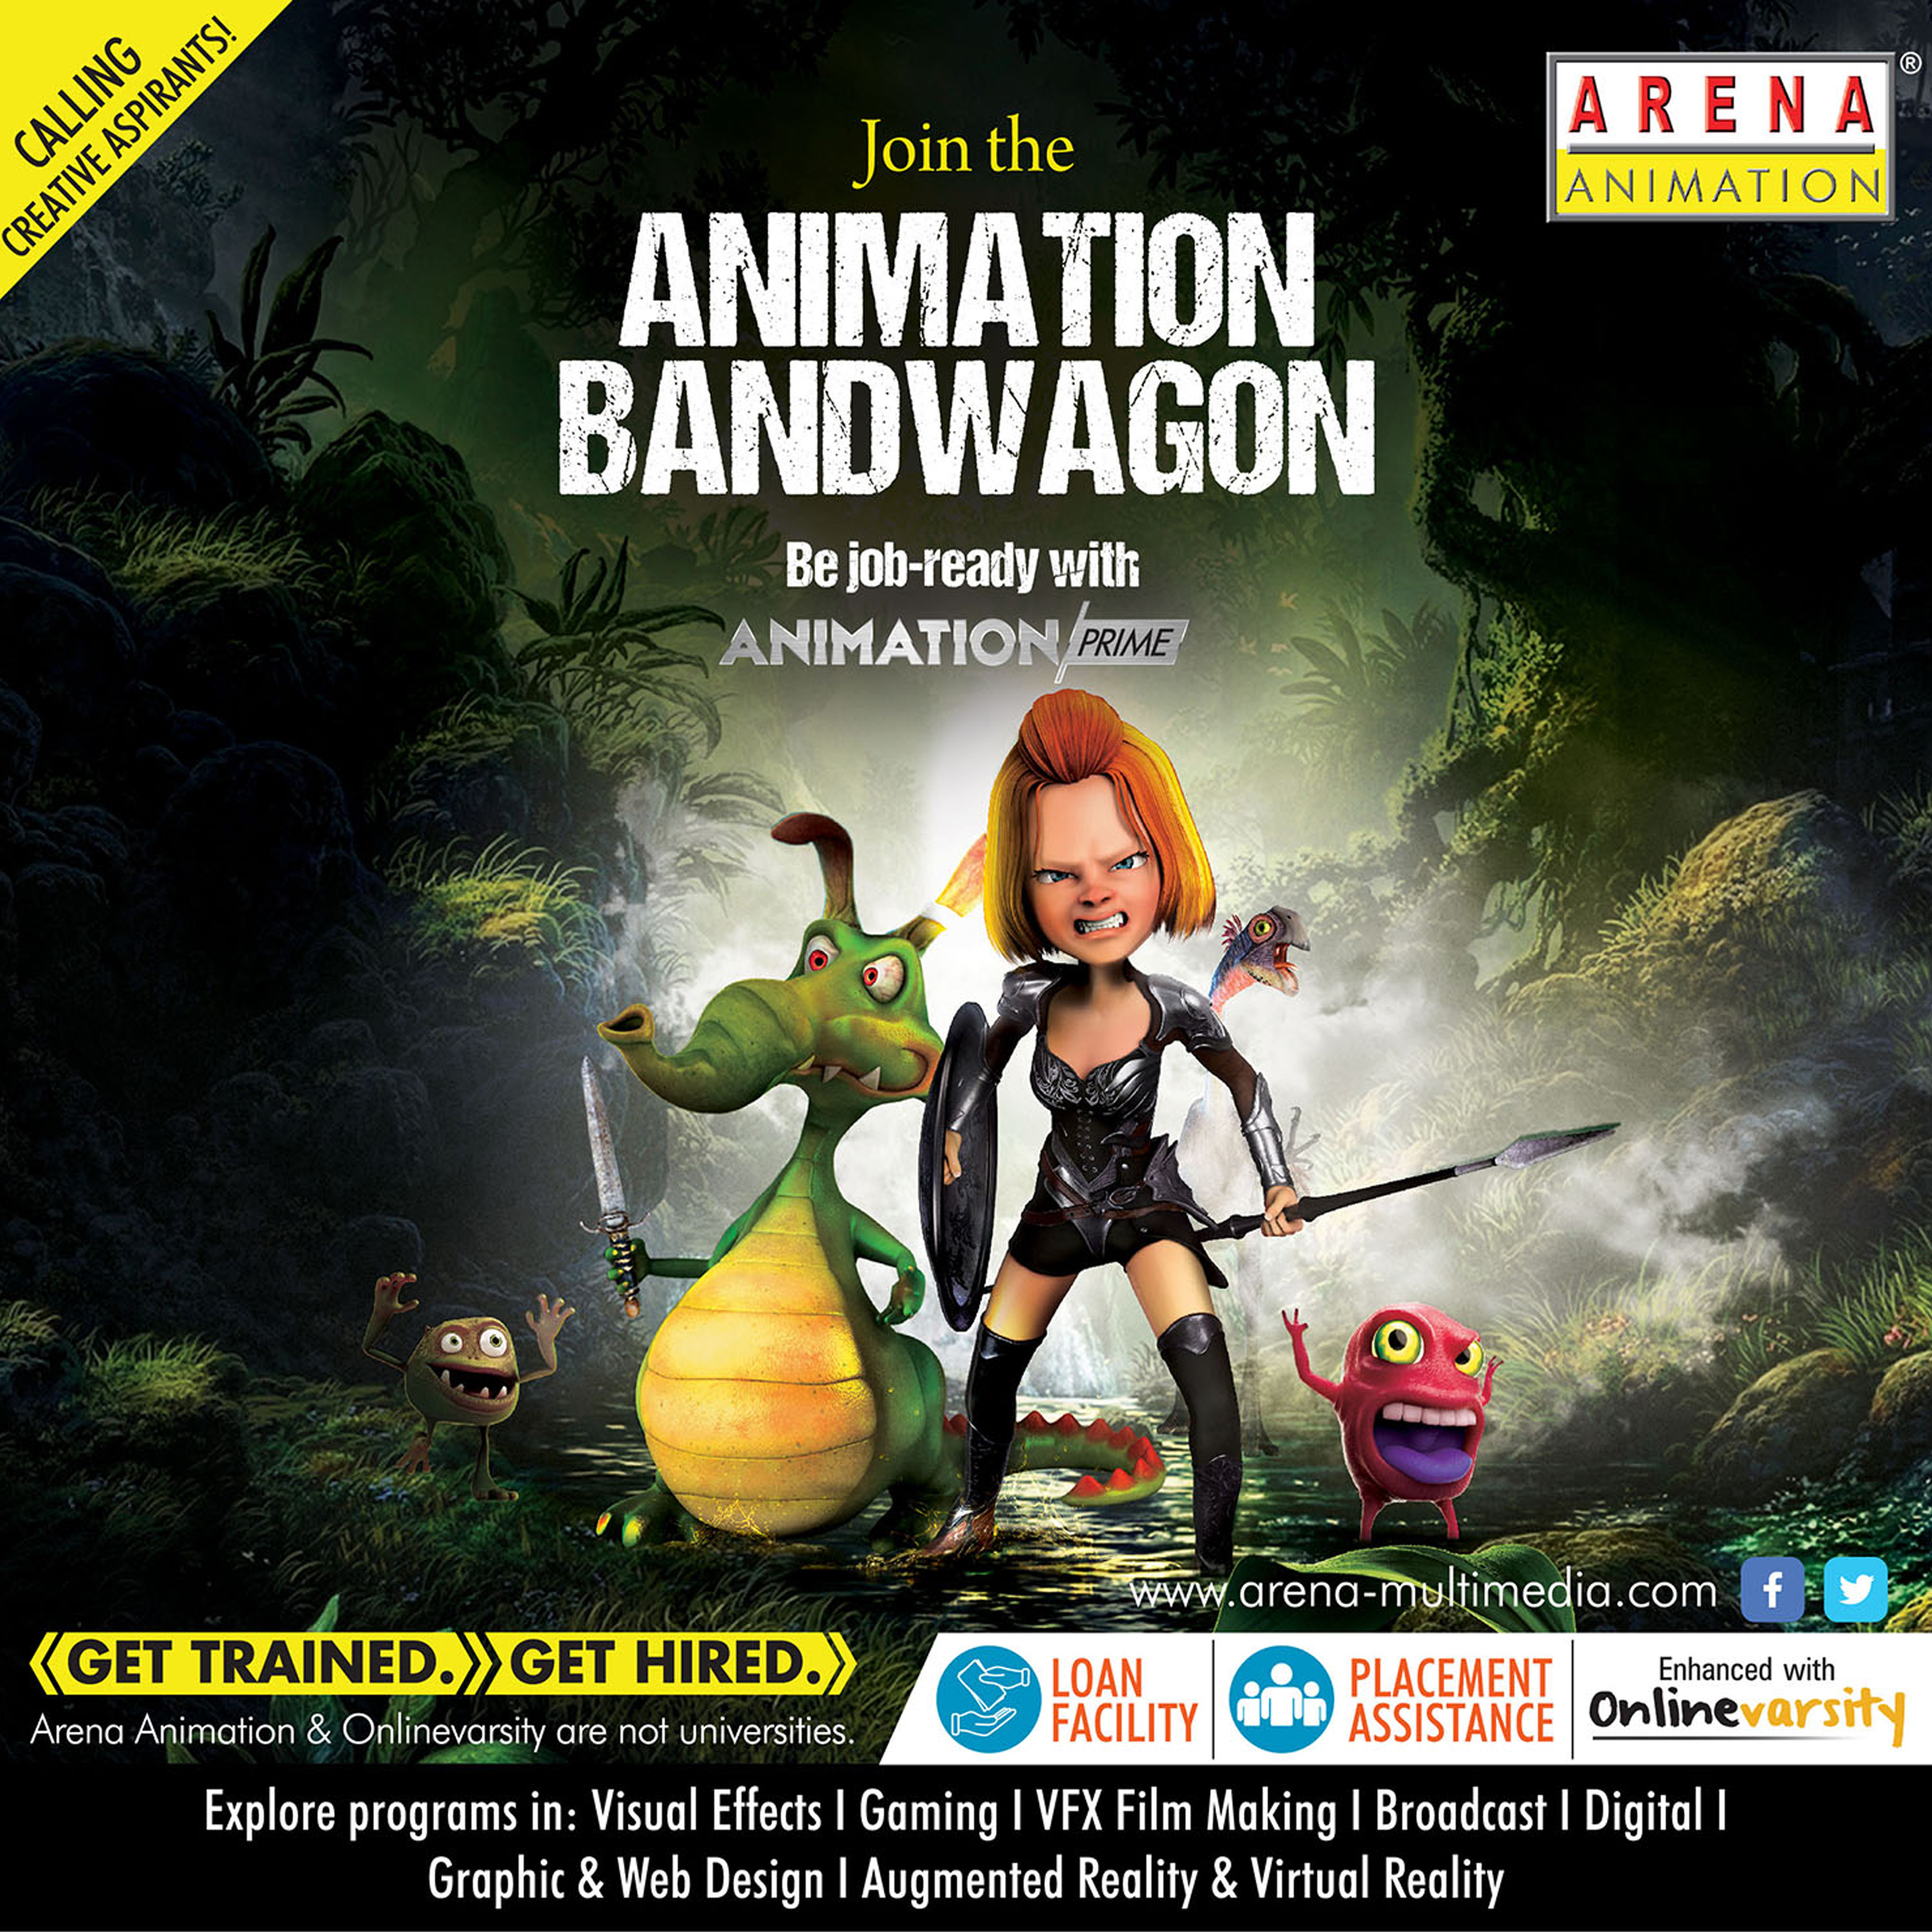 CALLING
CREATIVE ASPIRANTS!
ARENA
ANIMATION
®
Join the
ANIMATION
BANDWAGON
Be job-ready with
ANIMATION/PRIME
www.arena-multimedia.com
GET TRAINED. GET HIRED.
Arena Animation & Onlinevarsity are not universities.
LOAN
FACILITY
PLACEMENT
ASSISTANCE
Enhanced with
Onlinevarsity
Explore programs in: Visual Effects I Gaming I VFX Film Making I Broadcast I Digital I
Graphic & Web Design I Augmented Reality & Virtual Reality